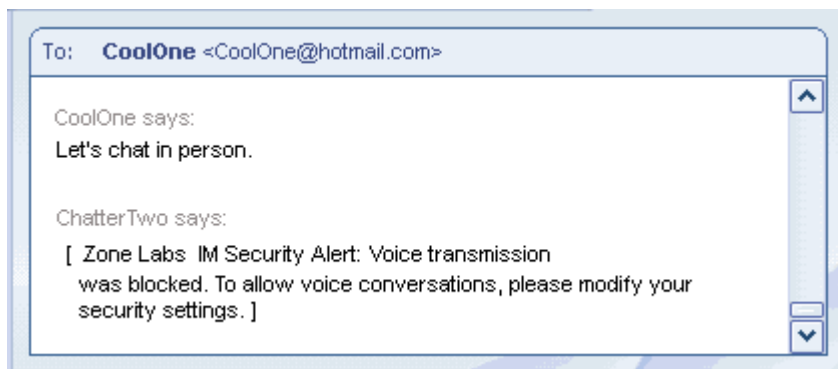 To: CoolOne <CoolOne@hotmail.com>
CoolOne says:
Let's chat in person.
ChatterTwo says:
[ Zone Labs IM Security Alert: Voice transmission
was blocked. To allow voice conversations, please modify your
security settings. ]